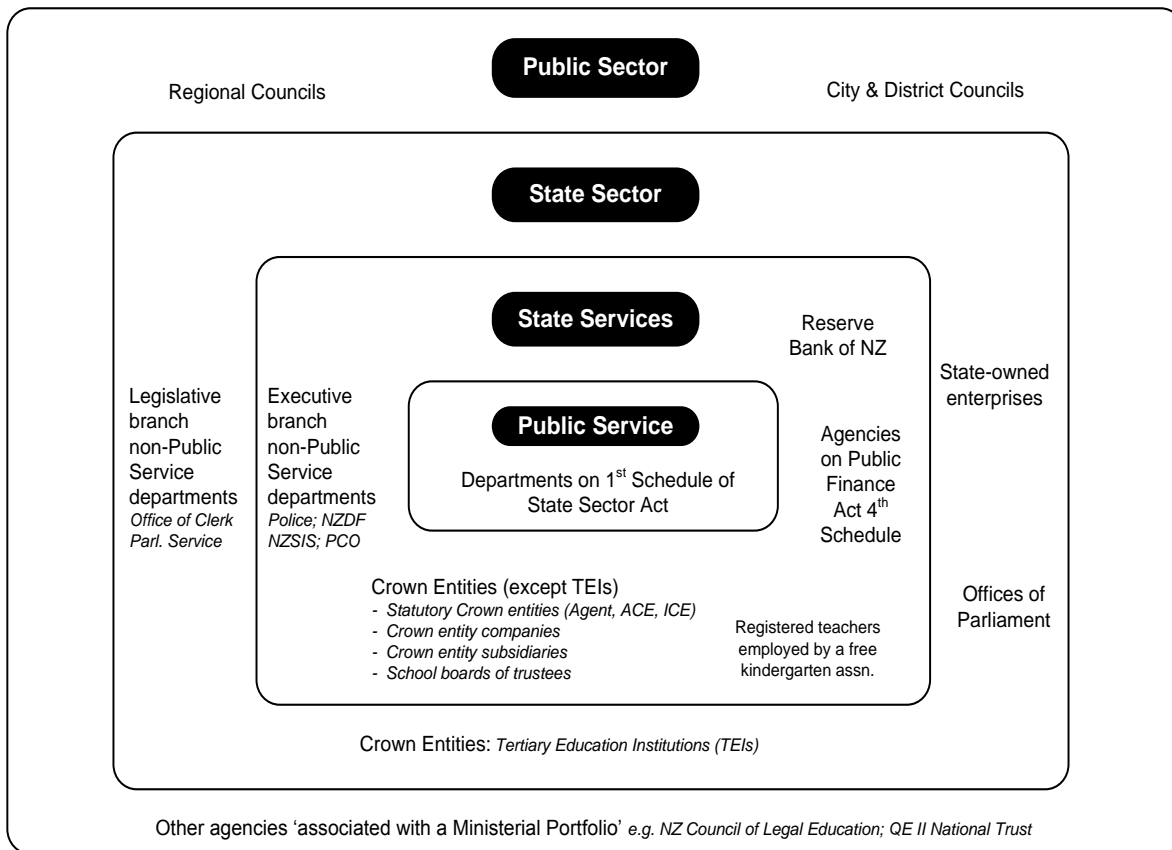 Public Sector
Regional Councils
City & District Councils
State Sector
State Services
Reserve
Bank of NZ
State-owned
enterprises
Legislative
branch
non-Public
Service
departments
Office of Clerk
Parl. Service
Executive
branch
non-Public
Service
departments
Police; NZDF
NZSIS; PCO
Public Service
Departments on 1st Schedule of
State Sector Act
Agencies
on Public
Finance
Act 4th
Schedule
Crown Entities (except TEIs)
- Statutory Crown entities (Agent, ACE, ICE)
- Crown entity companies
- Crown entity subsidiaries
- School boards of trustees
Registered teachers
employed by a free
kindergarten assn.
Offices of
Parliament
Crown Entities: Tertiary Education Institutions (TEIs)
Other agencies ‘associated with a Ministerial Portfolio’ e.g. NZ Council of Legal Education; QE II National Trust